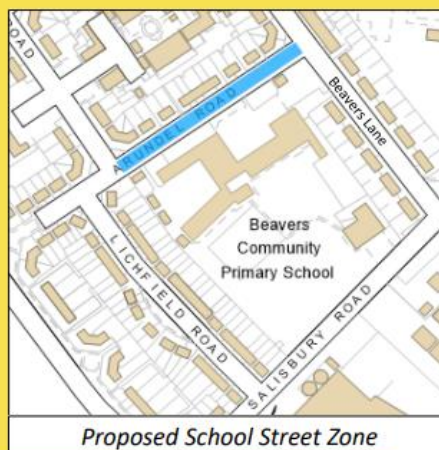 ROAD
ARUNDEL ROAD
Beavers Lane
Beavers
Community
Primary School
LICHFIELD ROAD
SALISBURY ROAD
Proposed School Street Zone